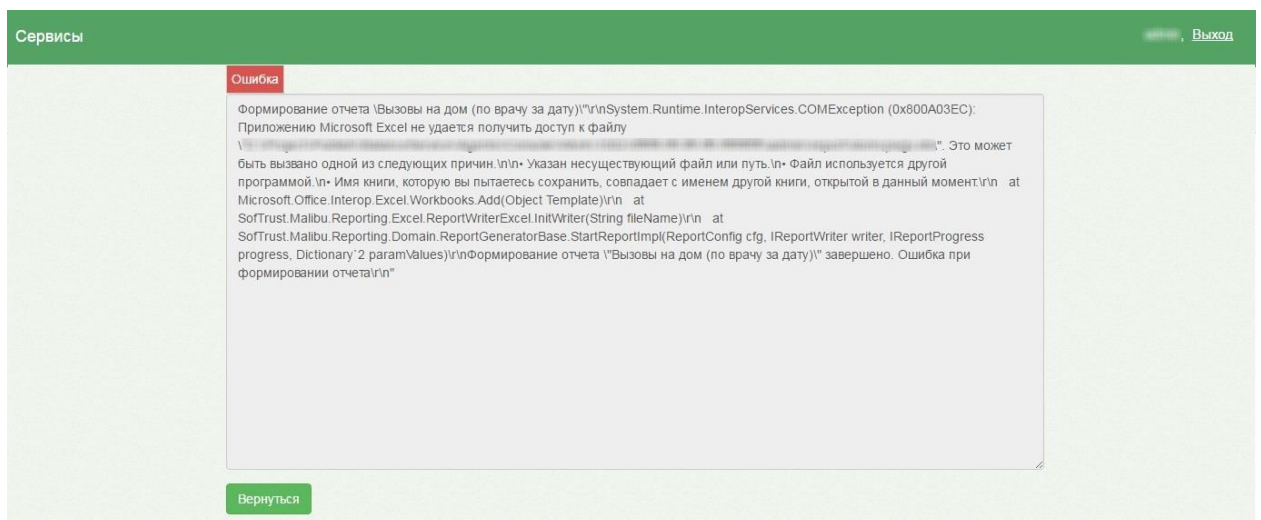 Сервисы
, Выход
Ошибка
Формирование отчета \Вызовы на дом (по врачу за дату)\"\r\nSystem.Runtime.InteropServices.COMException (0x800A03EC):
Приложению Microsoft Excel не удается получить доступ к файлу
\ \". Это может
быть вызвано одной из следующих причин.\n\n• Указан несуществующий файл или путь.\n• Файл используется другой
программой.\n• Имя книги, которую вы пытаетесь сохранить, совпадает с именем другой книги, открытой в данный момент.\r\n   at
Microsoft.Office.Interop.Excel.Workbooks.Add(Object Template)\r\n   at
SofTrust.Malibu.Reporting.Excel.ReportWriterExcel.InitWriter(String fileName)\r\n   at
SofTrust.Malibu.Reporting.Domain.ReportGeneratorBase.StartReportImpl(ReportConfig cfg, IReportWriter writer, IReportProgress
progress, Dictionary`2 paramValues)\r\nФормирование отчета \"Вызовы на дом (по врачу за дату)\" завершено. Ошибка при
формировании отчета\r\n"
Вернуться